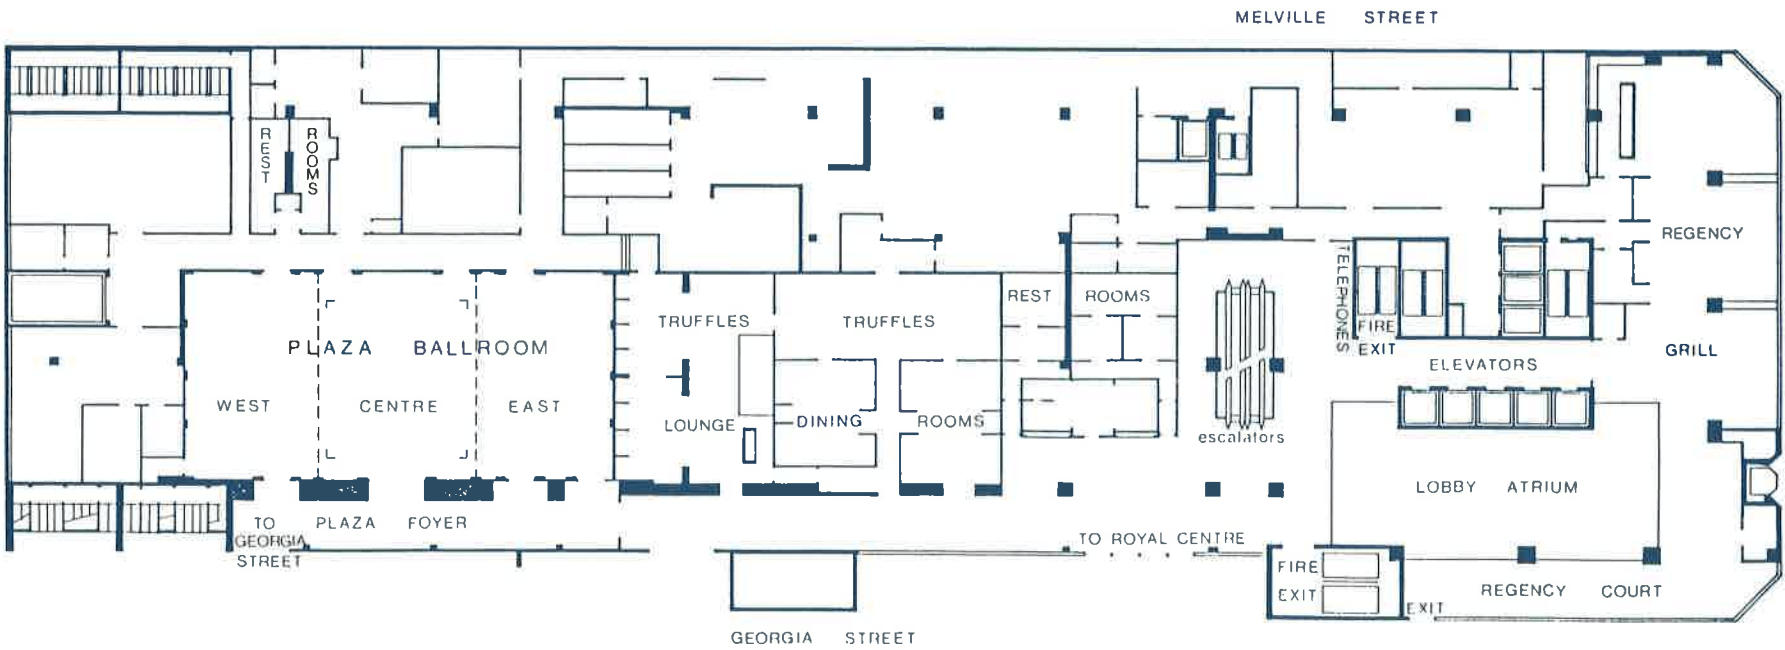 MELVILLE STREET
REST ROOMS
REGENCY
TELEPHONES
REST ROOMS
TRUFFLES
TRUFFLES
FIRE
EXIT
PLAZA BALLROOM
GRILL
ELEVATORS
WEST
CENTRE
EAST
LOUNGE
DINING
ROOMS
escalators
LOBBY ATRIUM
TO
GEORGIA
STREET
PLAZA FOYER
TO ROYAL CENTRE
FIRE
EXIT
REGENCY COURT
EXIT
GEORGIA STREET